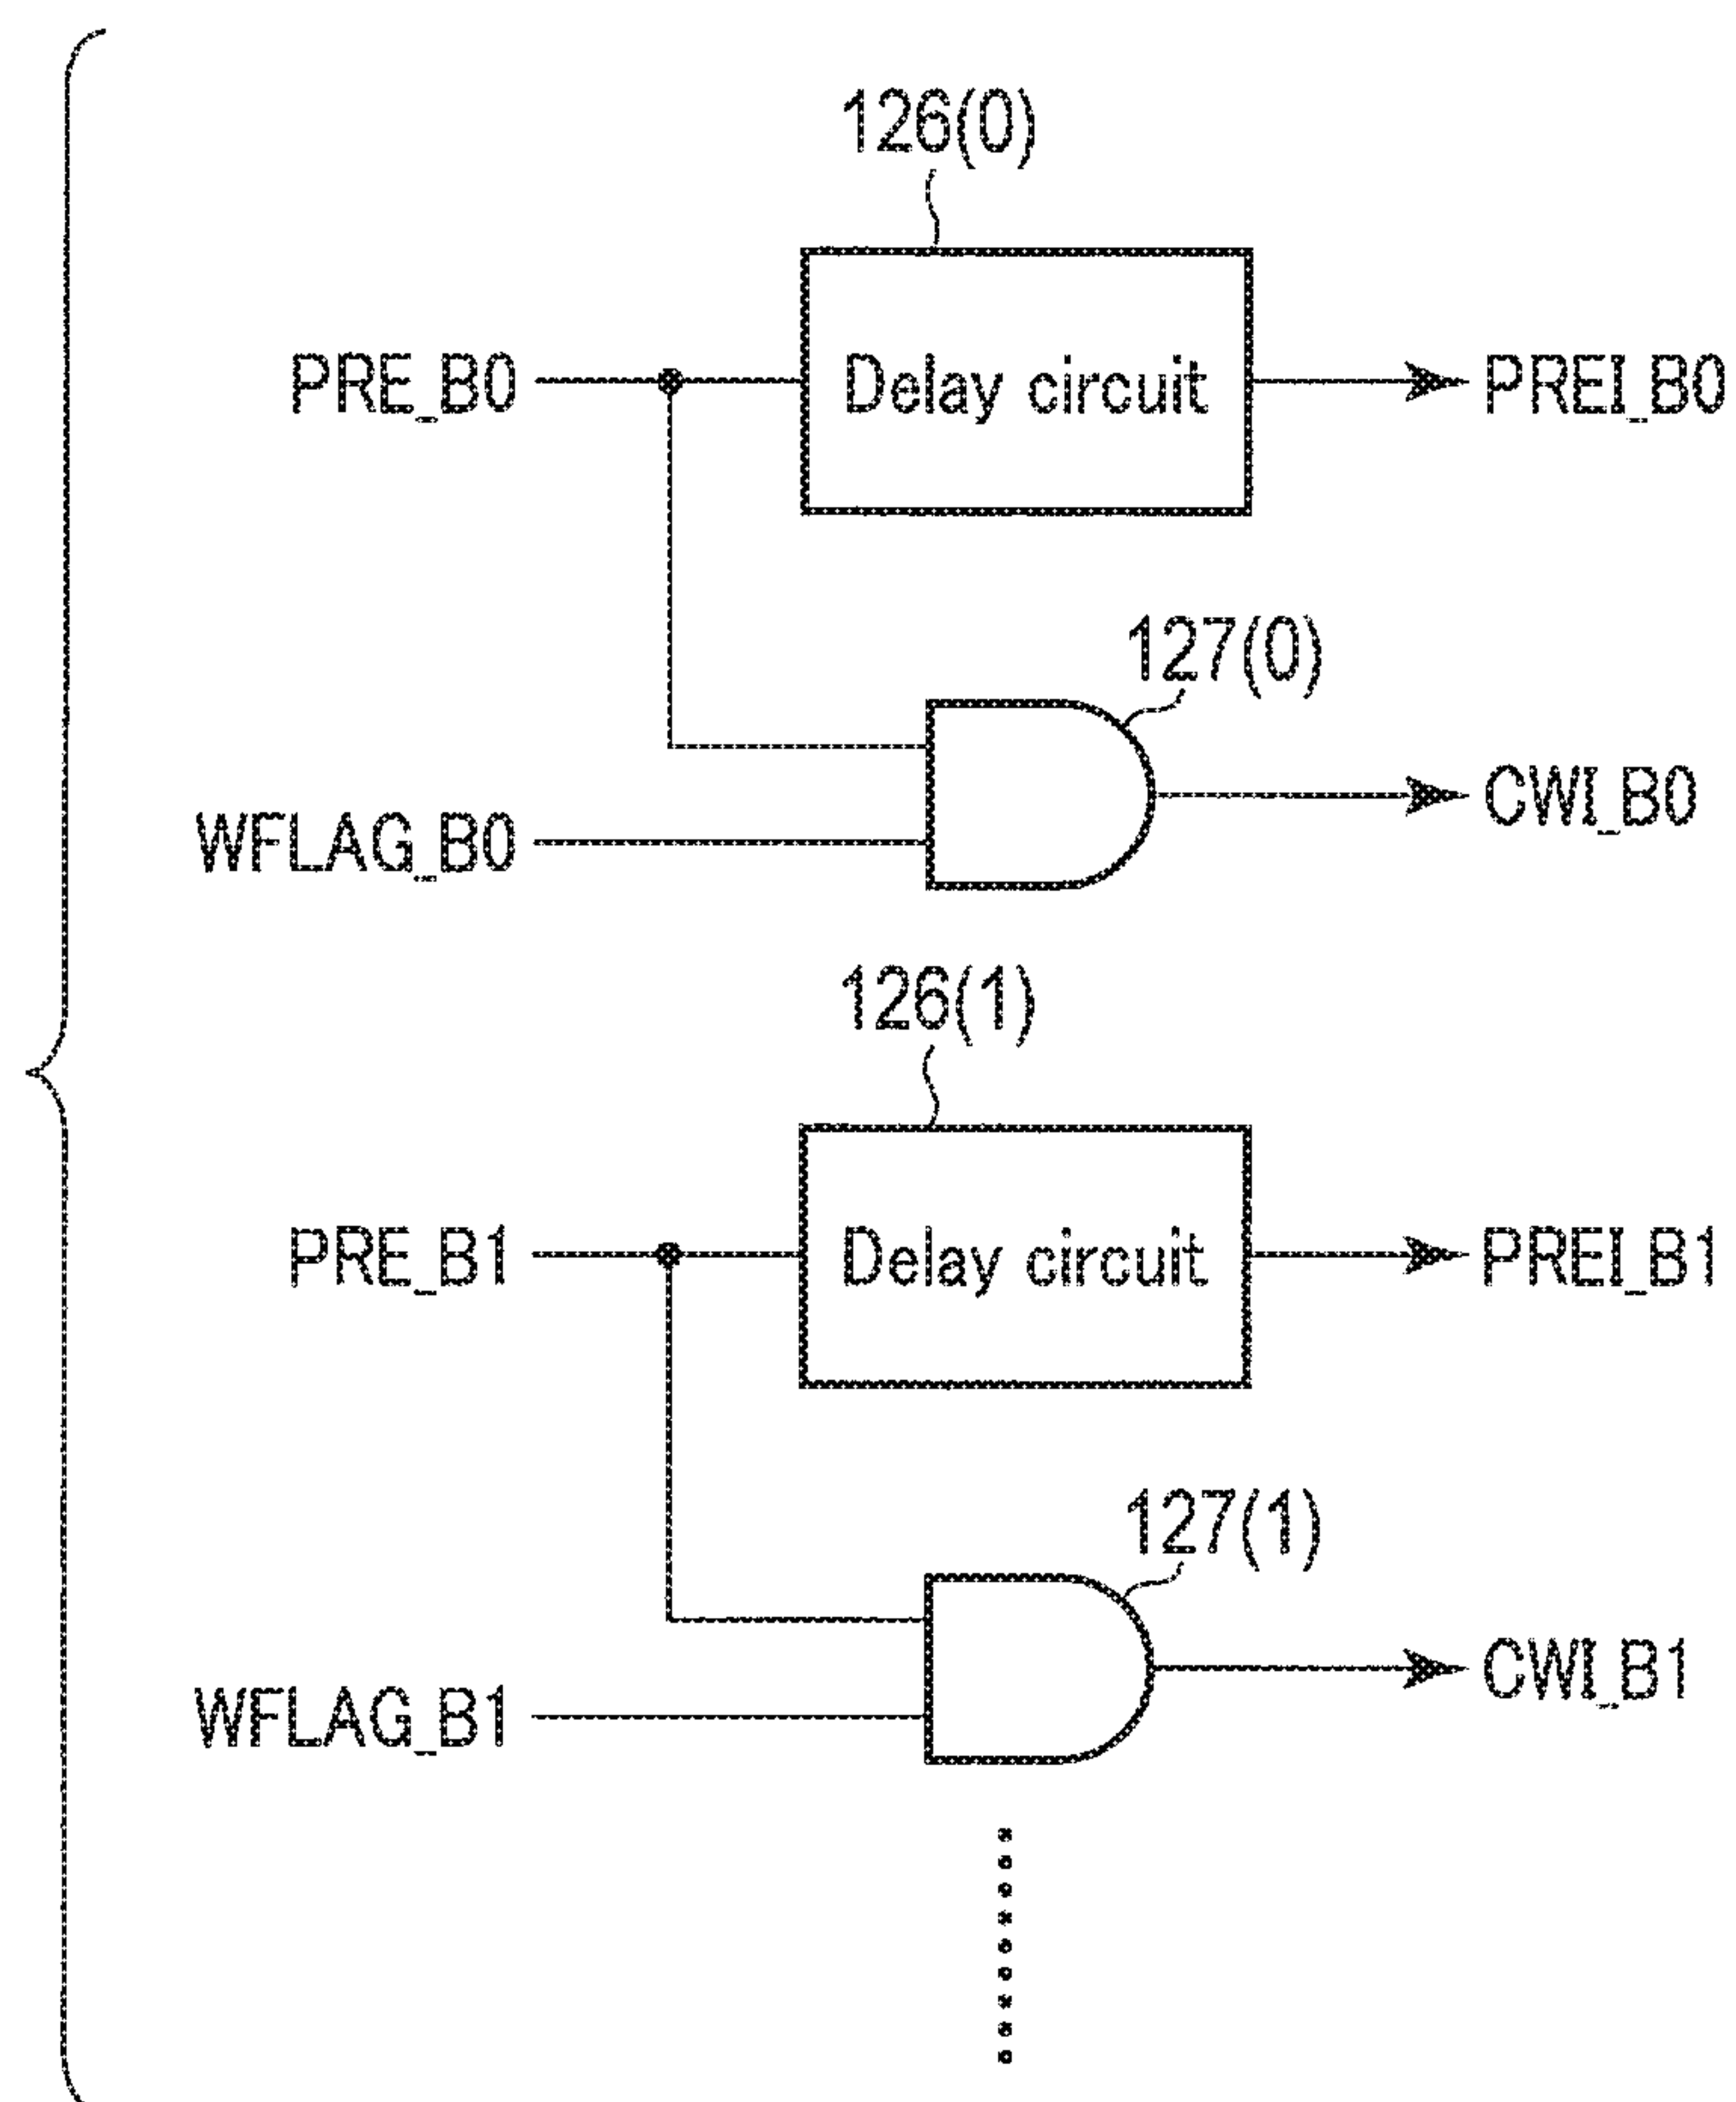 126(0)
PRE_B0
Delay circuit
PREI_B0
127(0)
WFLAG_B0
CWI_B0
126(1)
PRE_B1
Delay circuit
PREI_B1
127(1)
WFLAG_B1
CWI_B1